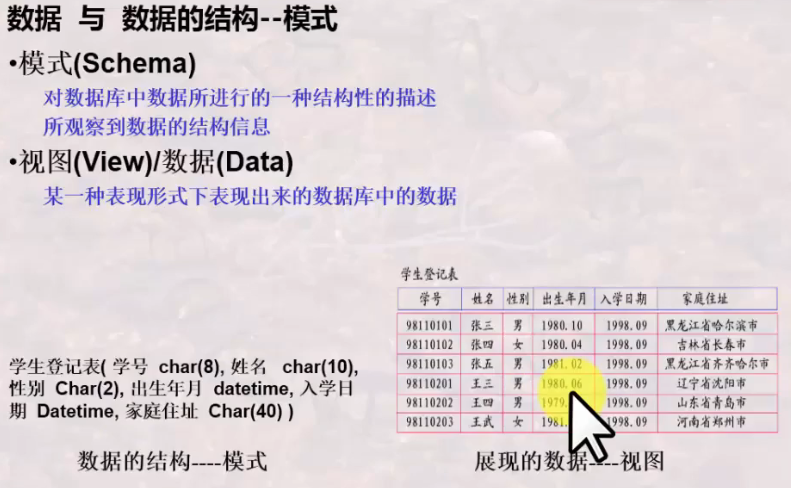 数据 与 数据的结构--模式
•模式(Schema)
对数据库中数据所进行的一种结构性的描述
所观察到数据的结构信息
•视图(View)/数据(Data)
某一种表现形式下表现出来的数据库中的数据
学生登记表
学号 姓名 性别 出生年月 入学日期 家庭住址
98110101 张三 男 1980.10 1998.09 黑龙江省哈尔滨市
98110102 张四 女 1980.04 1998.09 吉林省长春市
98110103 张五 男 1981.02 1998.09 黑龙江省齐齐哈尔市
98110201 王三 男 1980.06 1998.09 辽宁省沈阳市
98110202 王四 男 1979. 1998.09 山东省青岛市
98110203 王武 女 1981. 1998.09 河南省郑州市
学生登记表( 学号 char(8), 姓名 char(10),
性别 Char(2), 出生年月 datetime, 入学日
期 Datetime, 家庭住址 Char(40) )
数据的结构----模式
展现的数据----视图